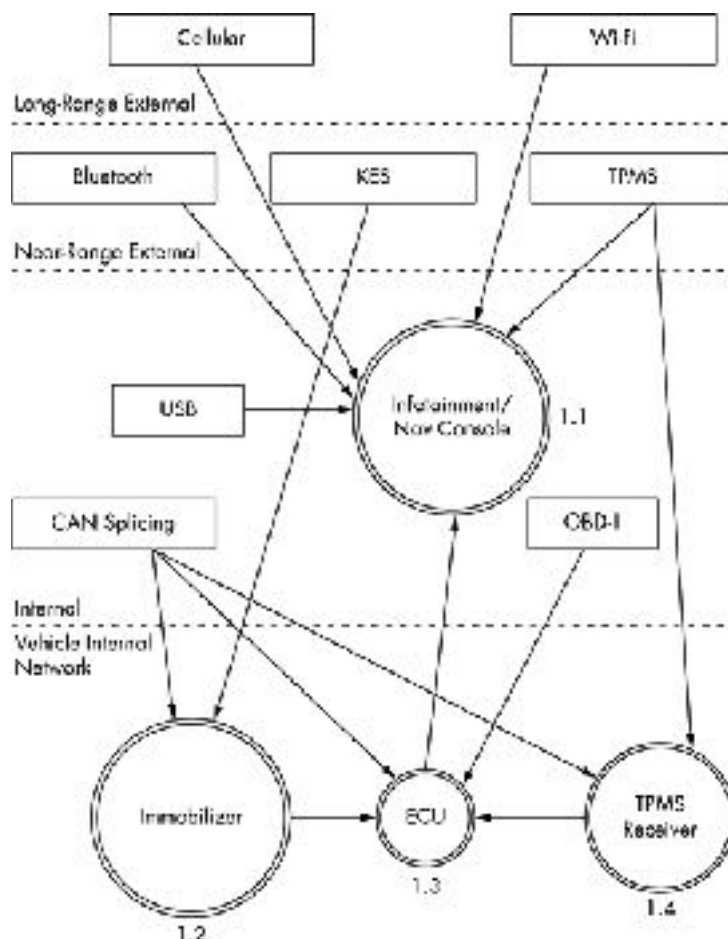 Cellular
Wi-Fi
Long-Range External
Bluetooth
KES
TPMS
Near-Range External
Infotainment/
Nav Console
1.1
USB
CAN Splicing
OBD-II
Internal
Vehicle Internal
Network
Immobilizer
ECU
TPMS
Receiver
1.3
1.4
1.2